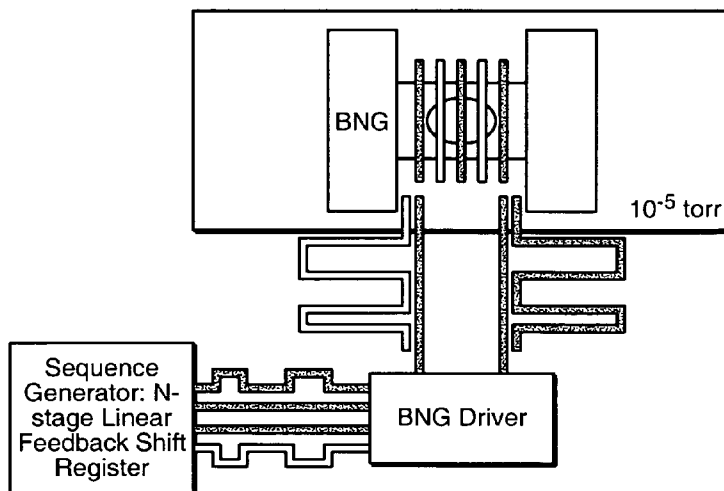 BNG
10⁻⁵ torr
Sequence
Generator: N-
stage Linear
Feedback Shift
Register
BNG Driver